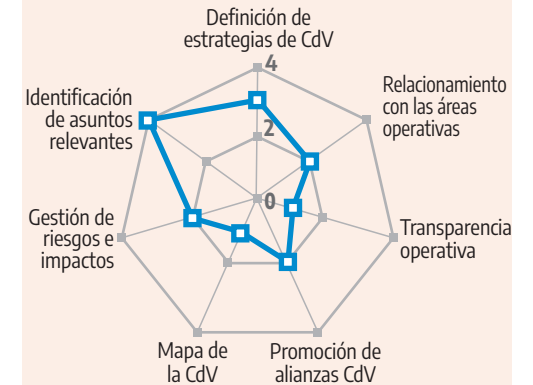 Definición de
estrategias de CdV
4
Relacionamiento
con las áreas
operativas
Identificación
de asuntos
relevantes
2
0
Gestión de
riesgos e
impactos
Transparencia
operativa
Mapa de
la CdV
Promoción de
alianzas CdV